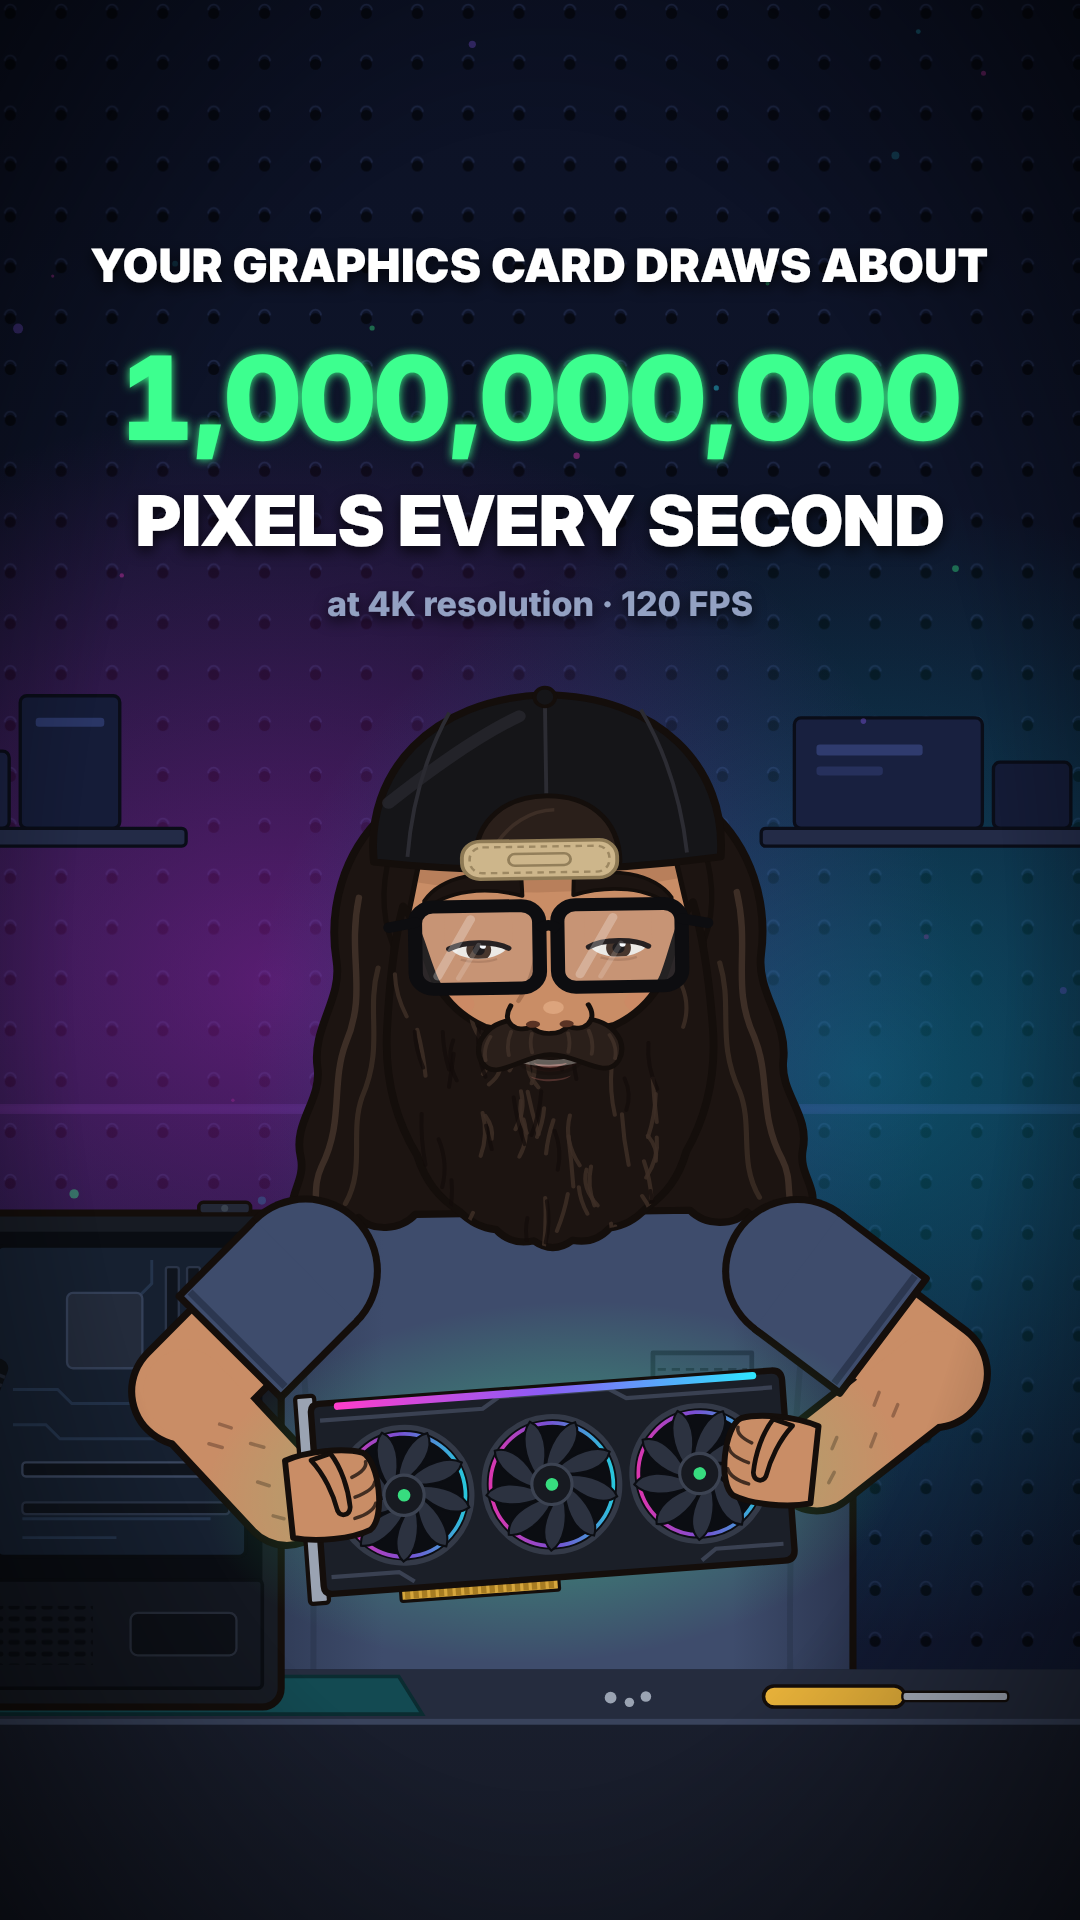 YOUR GRAPHICS CARD DRAWS ABOUT
1,000,000,000
PIXELS EVERY SECOND
at 4K resolution · 120 FPS